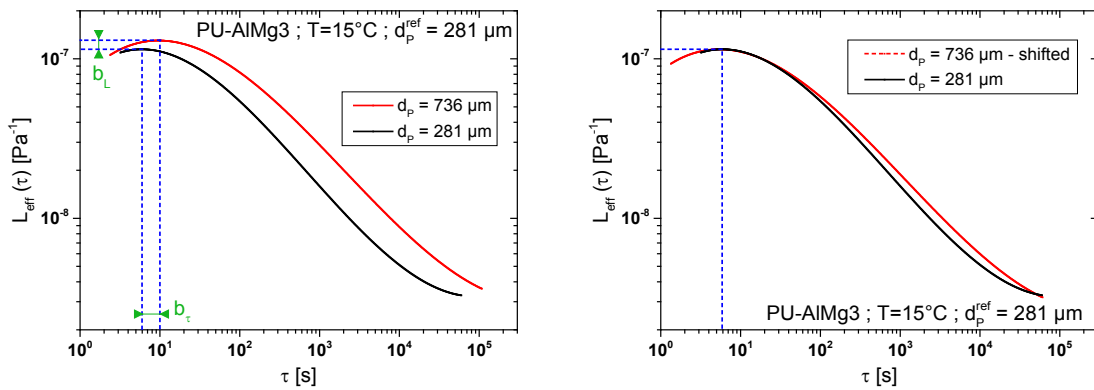 PU-AlMg3 ; T=15°C ; d_P^ref = 281 µm
10^-7
b_L
d_P = 736 µm
d_P = 281 µm
L_eff (τ) [Pa^-1]
10^-8
b_τ
10^0 10^1 10^2 10^3 10^4 10^5
τ [s]
10^-7
d_P = 736 µm - shifted
d_P = 281 µm
L_eff (τ) [Pa^-1]
10^-8
PU-AlMg3 ; T=15°C ; d_P^ref = 281 µm
10^0 10^1 10^2 10^3 10^4 10^5
τ [s]